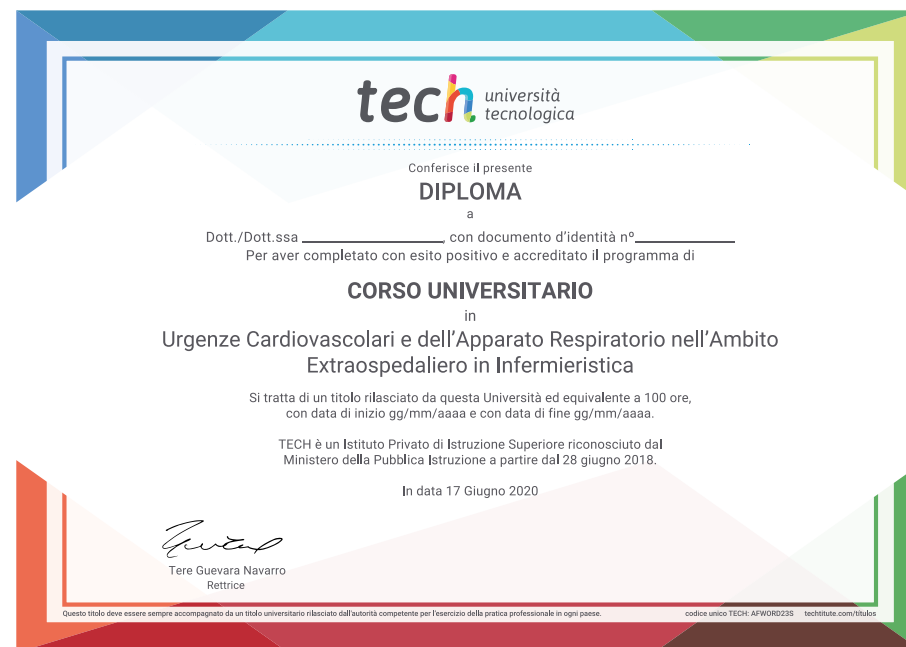 tech università
tecnologica
Conferisce il presente
DIPLOMA
a
Dott./Dott.ssa ________________, con documento d'identità nº____________
Per aver completato con esito positivo e accreditato il programma di
CORSO UNIVERSITARIO
in
Urgenze Cardiovascolari e dell'Apparato Respiratorio nell'Ambito
Extraospedaliero in Infermieristica
Si tratta di un titolo rilasciato da questa Università ed equivalente a 100 ore,
con data di inizio gg/mm/aaaa e con data di fine gg/mm/aaaa.
TECH è un Istituto Privato di Istruzione Superiore riconosciuto dal
Ministero della Pubblica Istruzione a partire dal 28 giugno 2018.
In data 17 Giugno 2020
Tere Guevara Navarro
Rettrice
Questo titolo deve essere sempre accompagnato da un titolo universitario rilasciato dall'autorità competente per l'esercizio della pratica professionale in ogni paese. codice unico TECH: AFWORD23S techtitute.com/títulos